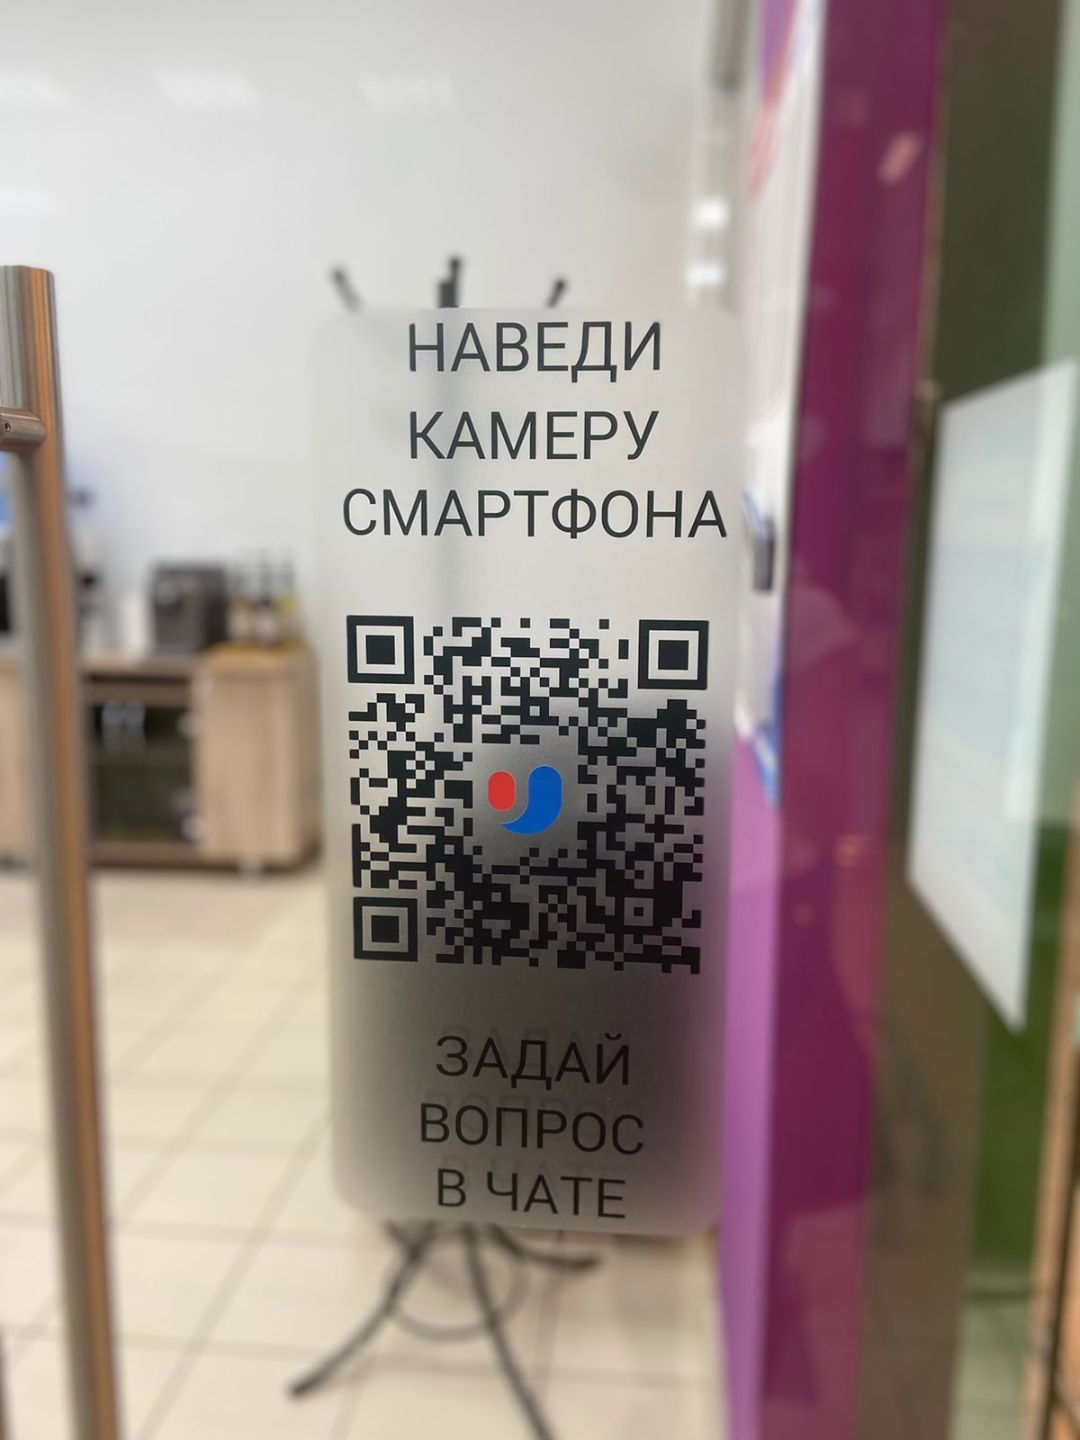 НАВЕДИ
КАМЕРУ
СМАРТФОНА
ЗАДАЙ
ВОПРОС
В ЧАТЕ